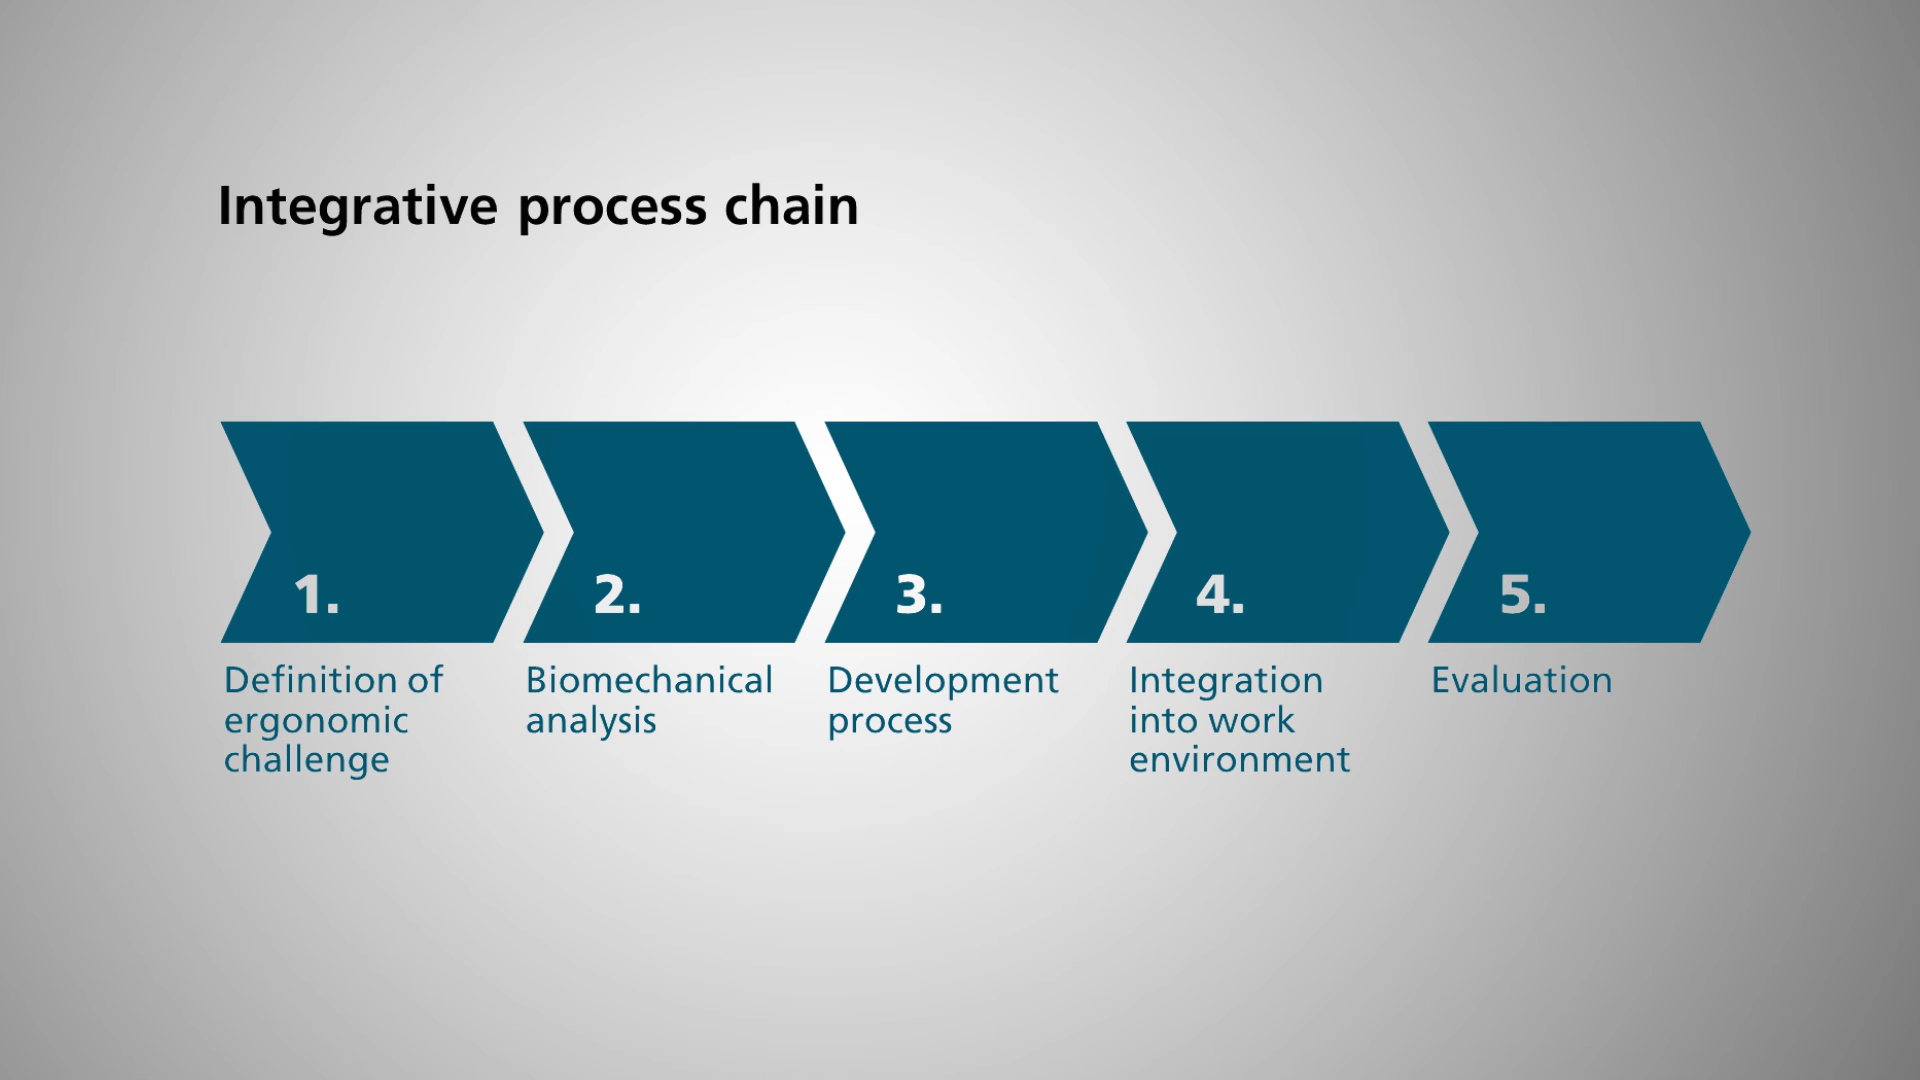 Integrative process chain
1.
Definition of
ergonomic
challenge
2.
Biomechanical
analysis
3.
Development
process
4.
Integration
into work
environment
5.
Evaluation